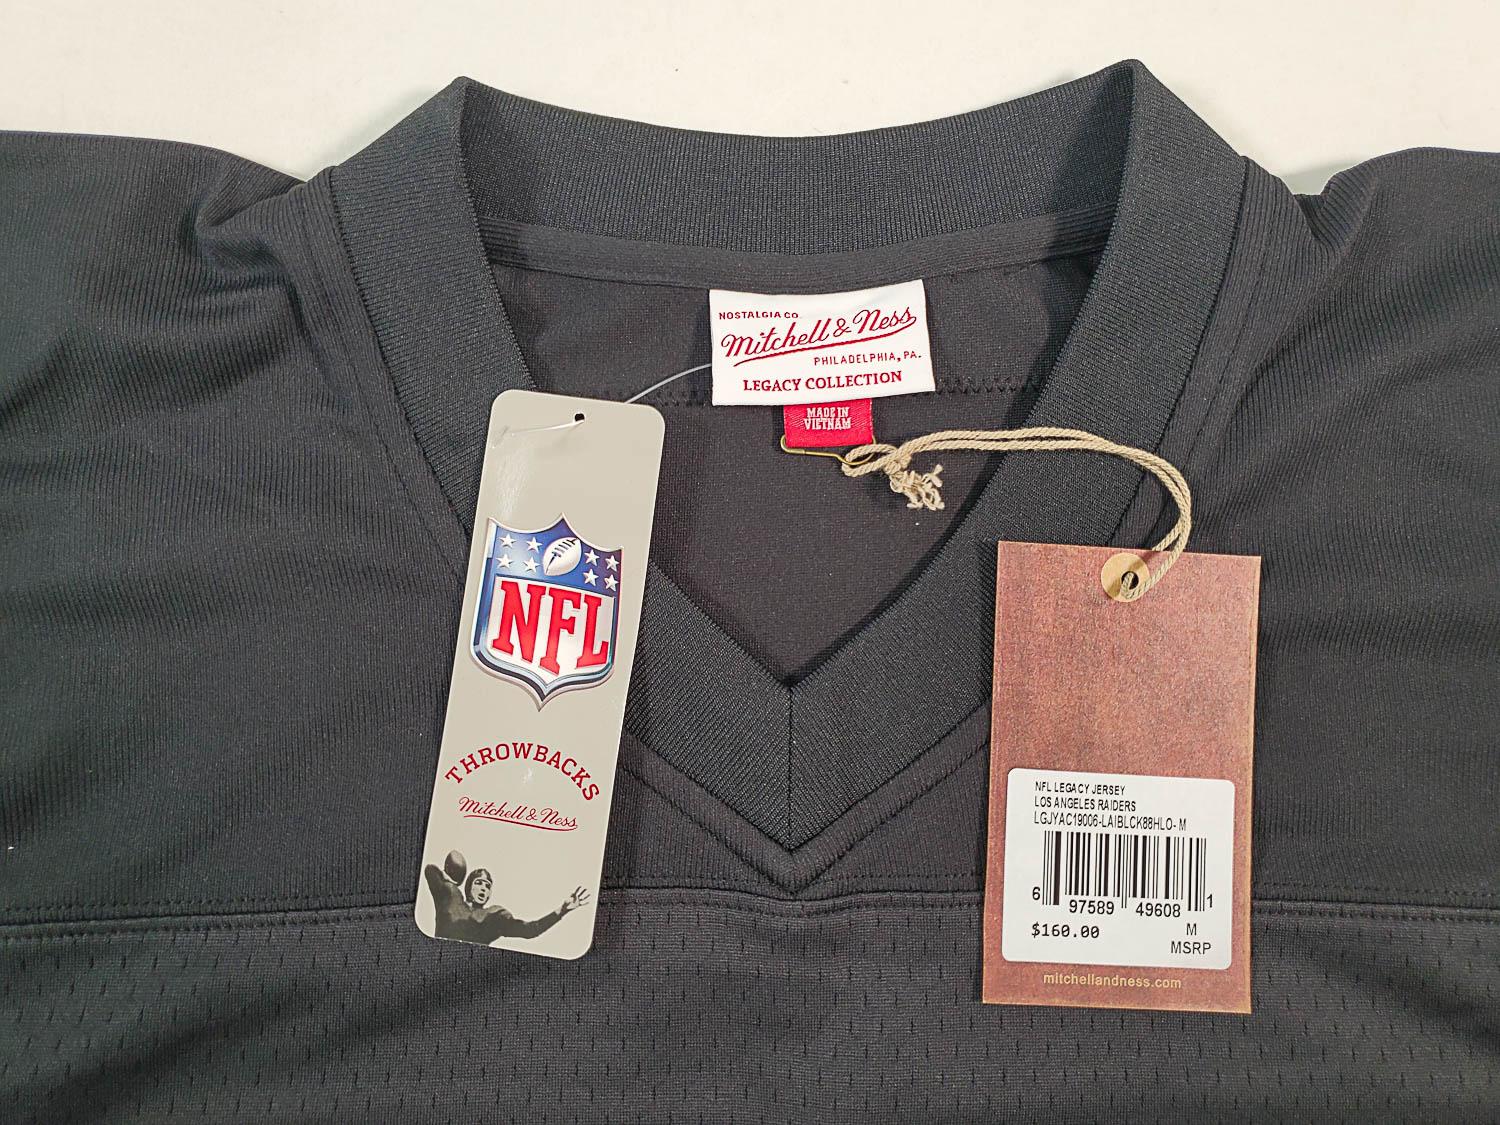 NOSTALGIA CO.
Mitchell & Ness
PHILADELPHIA, PA.
LEGACY COLLECTION
MADE IN
VIETNAM
NFL
THROWBACKS
Mitchell & Ness
NFL LEGACY JERSEY
LOS ANGELES RAIDERS
LGJYAC19006-LAIBLCK88HLO- M
6 97589 49608 1
$160.00 M
MSRP
mitchellandness.com